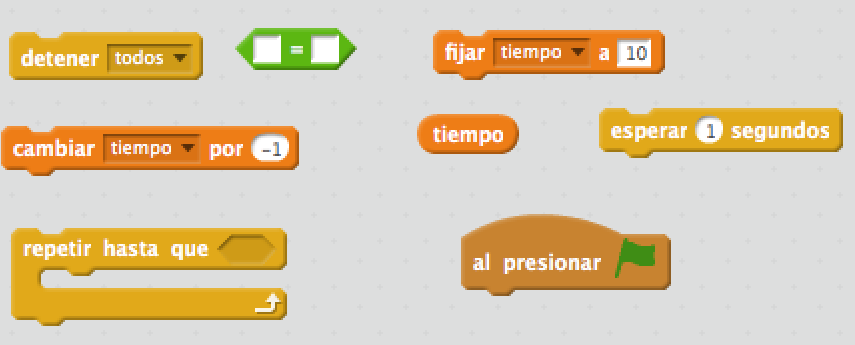 detener todos
=
fijar tiempo a 10
cambiar tiempo por -1
tiempo
esperar 1 segundos
repetir hasta que
al presionar